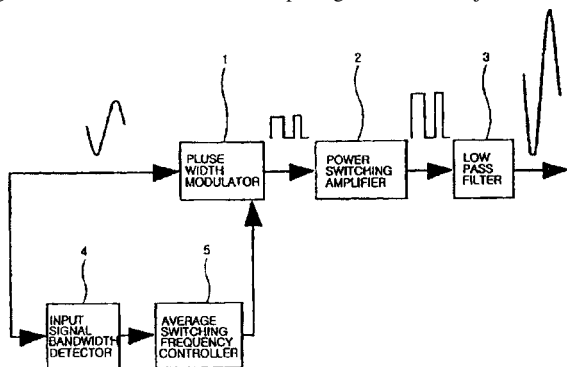 1
2
3
PLUSE
WIDTH
MODULATOR
POWER
SWITCHING
AMPLIFIER
LOW
PASS
FILTER
4
5
INPUT
SIGNAL
BANDWIDTH
DETECTOR
AVERAGE
SWITCHING
FREQUENCY
CONTROLLER